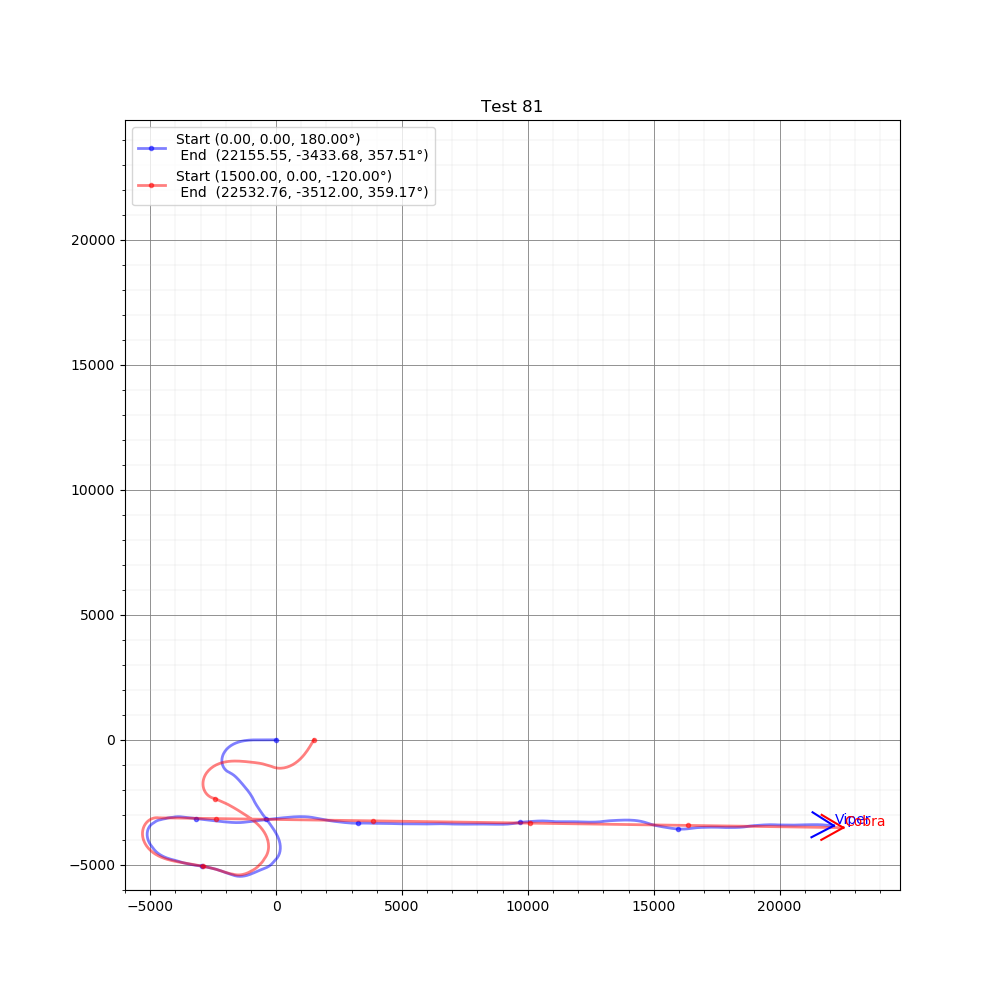 Test 81
Start (0.00, 0.00, 180.00°)
End (22155.55, -3433.68, 357.51°)
Start (1500.00, 0.00, -120.00°)
End (22532.76, -3512.00, 359.17°)
20000
15000
10000
5000
0
−5000
Viper
Cobra
−5000
0
5000
10000
15000
20000